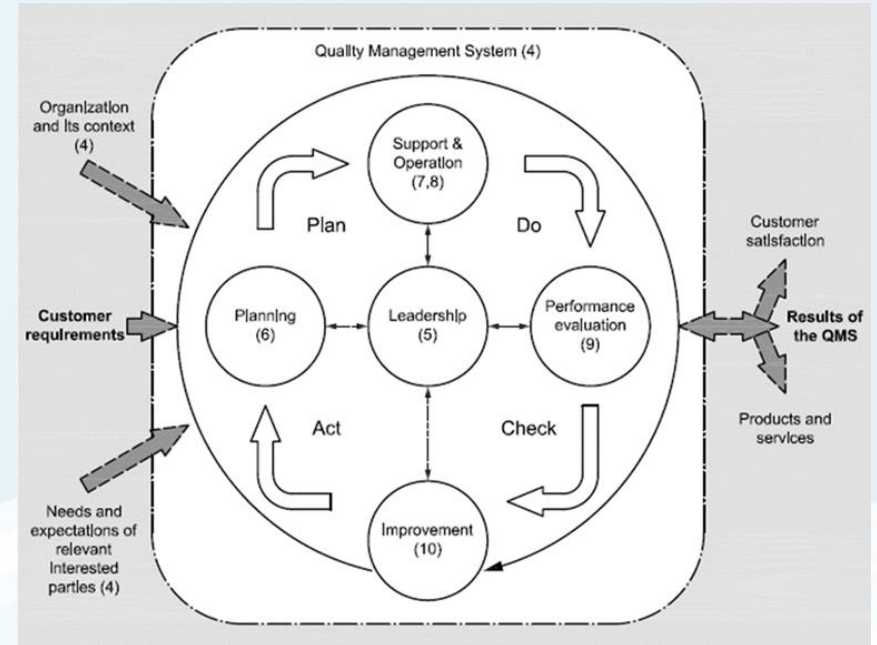 Quality Management System (4)
Organization
and its context
(4)
Support &
Operation
(7,8)
Plan
Do
Customer
satisfaction
Customer
requirements
Planning
(6)
Leadership
(5)
Performance
evaluation
(9)
Results of
the QMS
Act
Check
Products and
services
Needs and
expectations of
relevant
interested
parties (4)
Improvement
(10)